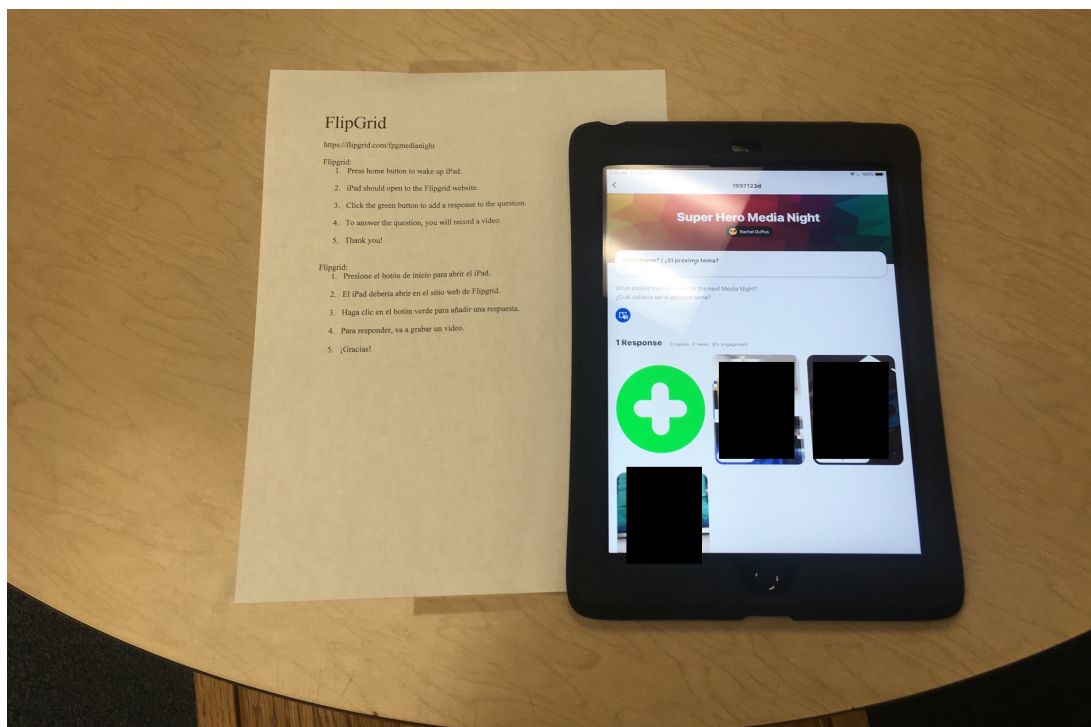 FlipGrid
https://flipgrid.com/fpgmedianight
Flipgrid:
1. Press home button to wake up iPad.
2. iPad should open to the Flipgrid website.
3. Click the green button to add a response to the question.
4. To answer the question, you will record a video.
5. Thank you!
Flipgrid:
1. Presione el botón de inicio para abrir el iPad.
2. El iPad debería abrir en el sitio web de Flipgrid.
3. Haga clic en el botón verde para añadir una respuesta.
4. Para responder, va a grabar un video.
5. ¡Gracias!
100%
f997123d
Super Hero Media Night
Rachel Duffus
theme? / ¿El próximo tema?
What should the theme be for the next Media Night?
¿Cuál debería ser el próximo tema?
1 Response
0 replies
views
engagement